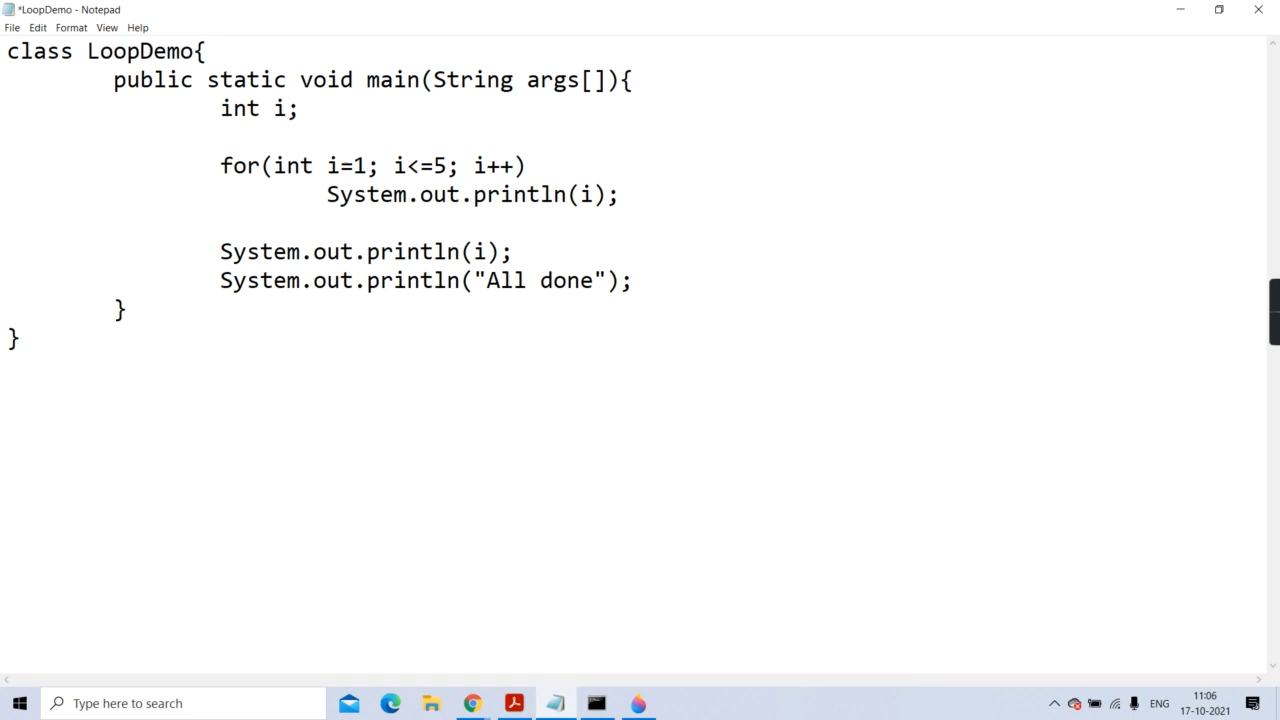 *LoopDemo - Notepad
File Edit Format View Help
class LoopDemo{
public static void main(String args[]){
int i;
for(int i=1; i<=5; i++)
System.out.println(i);
System.out.println(i);
System.out.println("All done");
}
}
Type here to search
ENG
11:06
17-10-2021